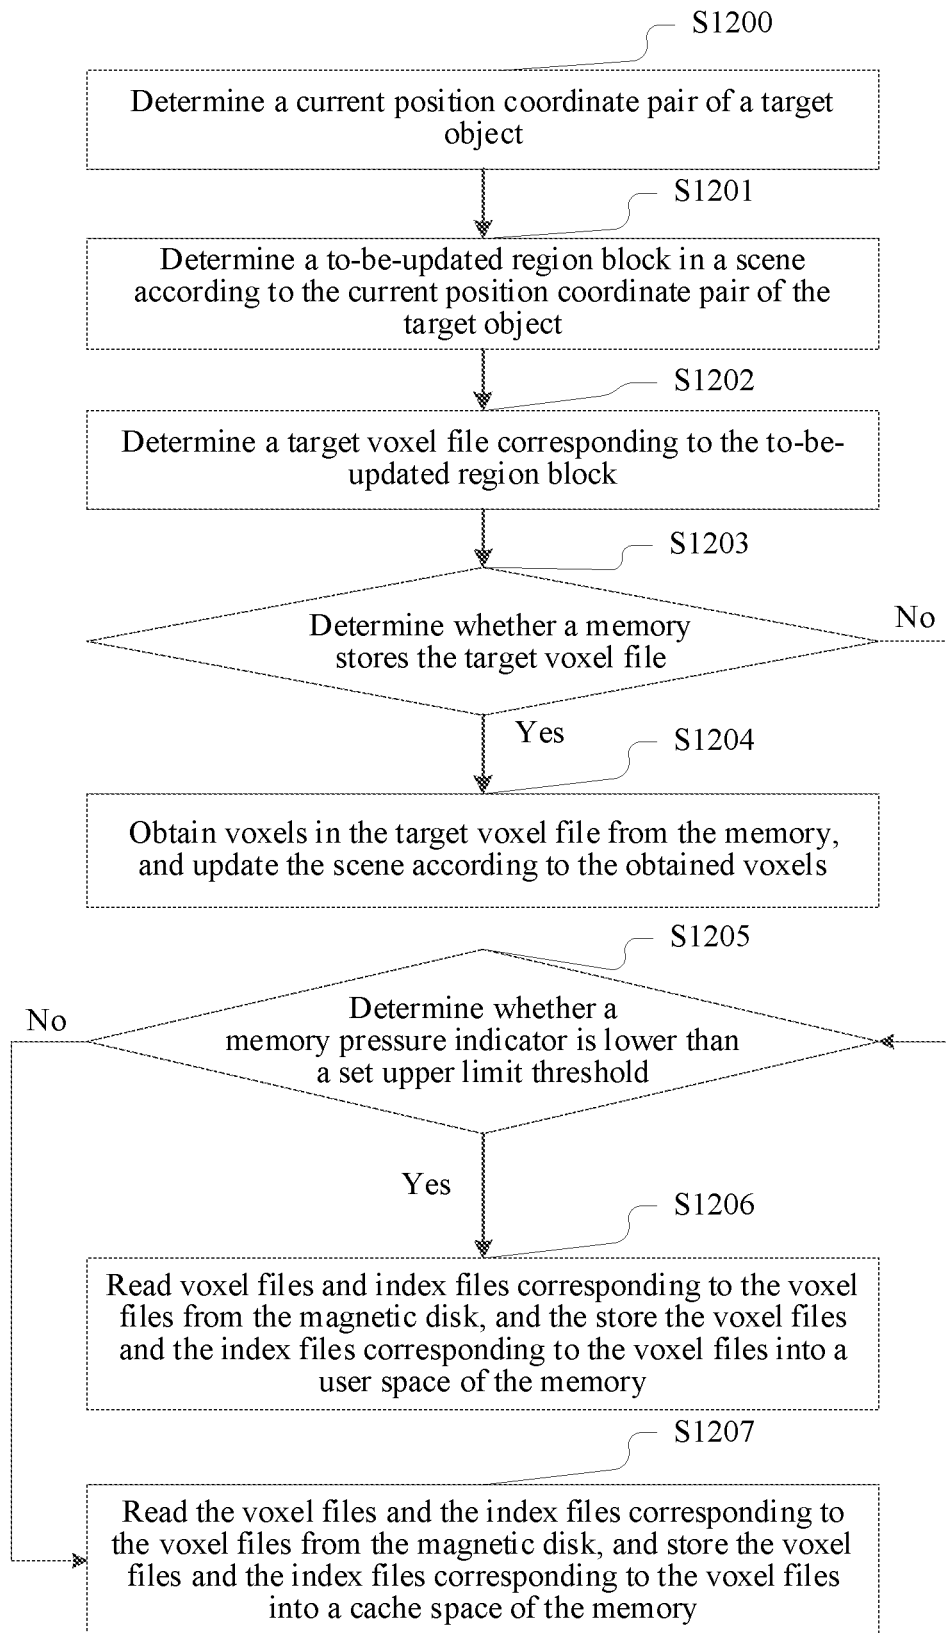 S1200
Determine a current position coordinate pair of a target
object
S1201
Determine a to-be-updated region block in a scene
according to the current position coordinate pair of the
target object
S1202
Determine a target voxel file corresponding to the to-be-
updated region block
S1203
Determine whether a memory
stores the target voxel file
No
Yes
S1204
Obtain voxels in the target voxel file from the memory,
and update the scene according to the obtained voxels
S1205
No
Determine whether a
memory pressure indicator is lower than
a set upper limit threshold
Yes
S1206
Read voxel files and index files corresponding to the voxel
files from the magnetic disk, and the store the voxel files
and the index files corresponding to the voxel files into a
user space of the memory
S1207
Read the voxel files and the index files corresponding to
the voxel files from the magnetic disk, and store the voxel
files and the index files corresponding to the voxel files
into a cache space of the memory